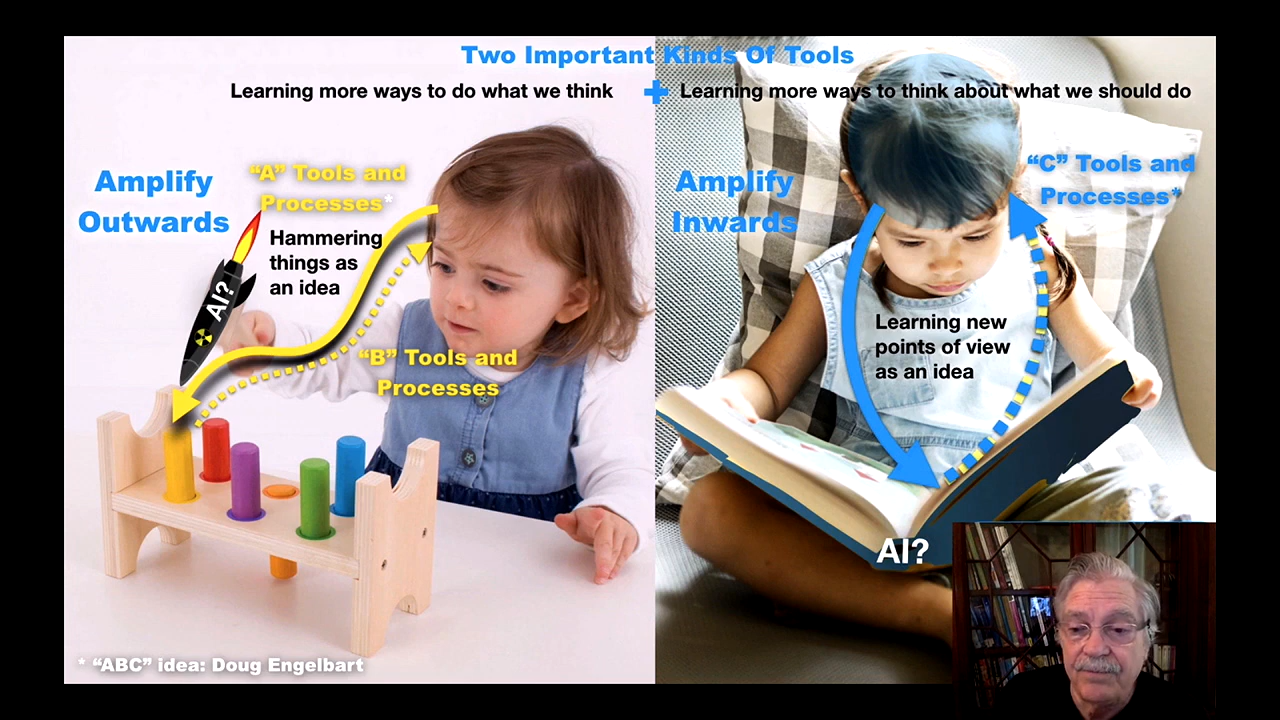 Two Important Kinds Of Tools
Learning more ways to do what we think + Learning more ways to think about what we should do
Amplify
Outwards
“A” Tools and
Processes*
Hammering
things as
an idea
AI?
“B” Tools and
Processes
* “ABC” idea: Doug Engelbart
Amplify
Inwards
“C” Tools and
Processes*
Learning new
points of view
as an idea
AI?